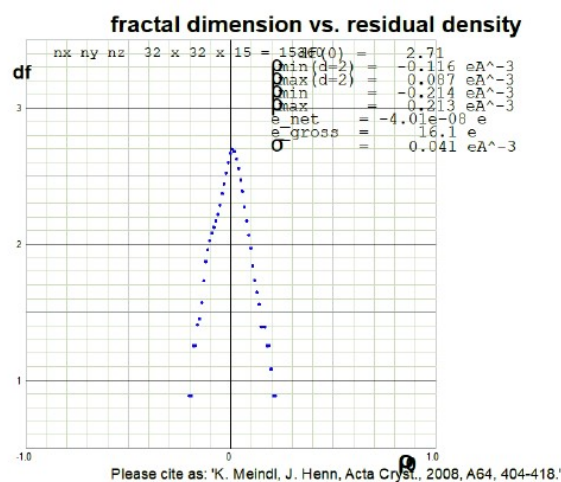 fractal dimension vs. residual density
nx ny nz 32 x 32 x 15 = 15360
df(0) = 2.71
ρmin(d=2) = -0.116 eA^-3
ρmax(d=2) = 0.087 eA^-3
ρmin = -0.214 eA^-3
ρmax = 0.213 eA^-3
e_net = -4.01e-08 e
e_gross = 16.1 e
σ = 0.041 eA^-3
df
3
2
1
-1.0 0 1.0
ρ
Please cite as: 'K. Meindl, J. Henn, Acta Cryst., 2008, A64, 404-418.'